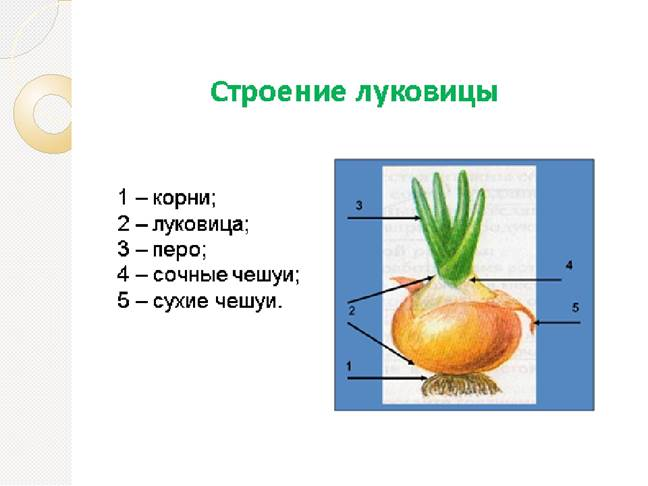 Строение луковицы
1 – корни;
2 – луковица;
3 – перо;
4 – сочные чешуи;
5 – сухие чешуи.
3
4
2
5
1